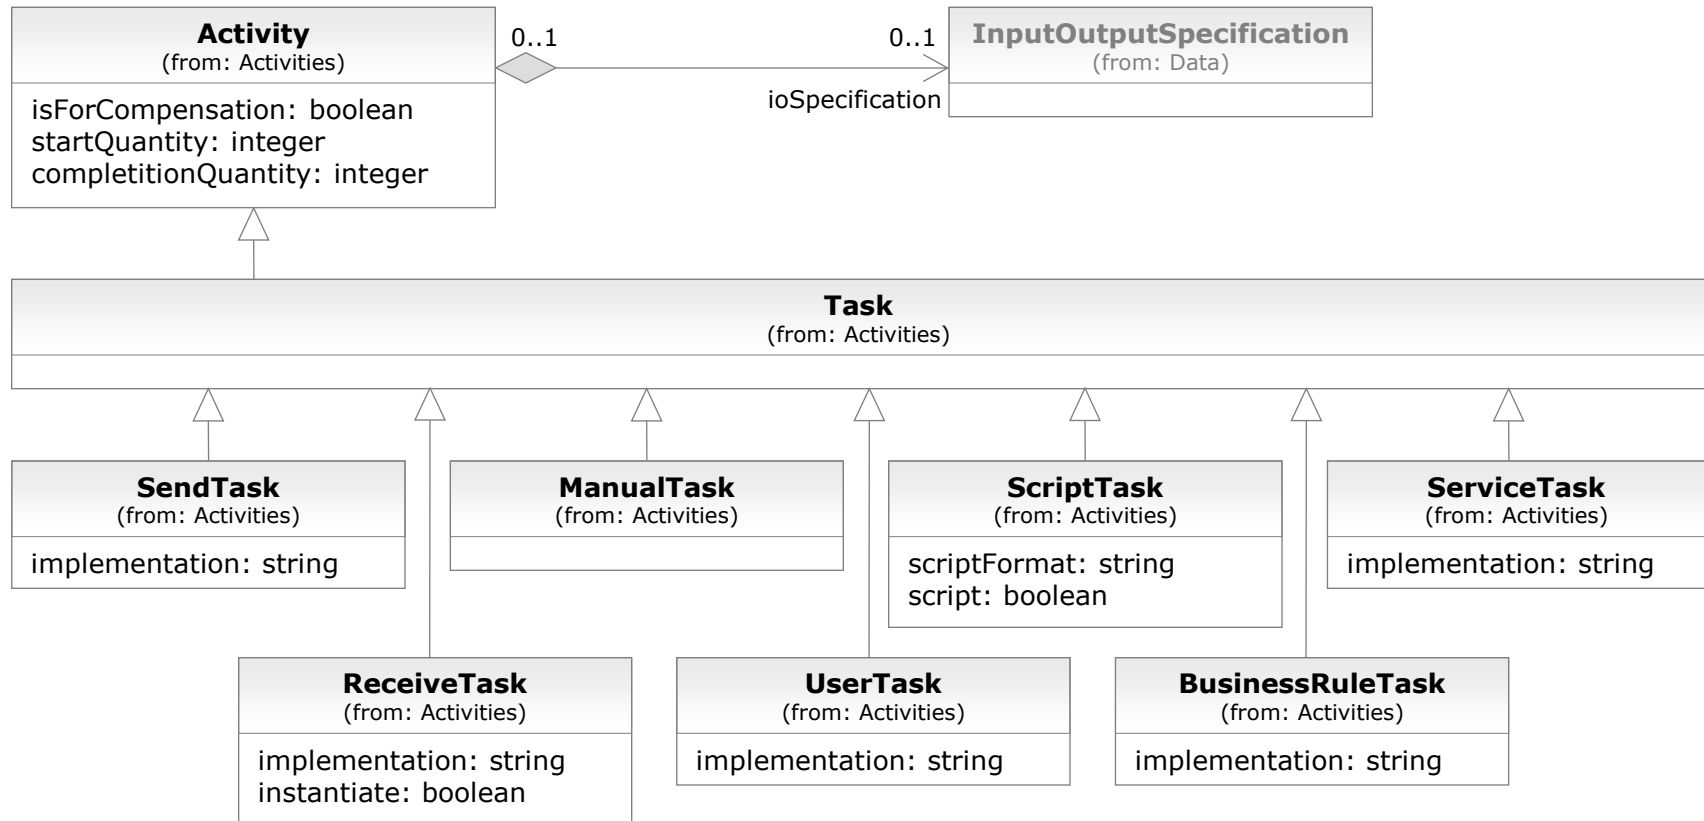 Activity
(from: Activities)
isForCompensation: boolean
startQuantity: integer
completitionQuantity: integer
0..1
0..1
ioSpecification
InputOutputSpecification
(from: Data)
Task
(from: Activities)
SendTask
(from: Activities)
implementation: string
ManualTask
(from: Activities)
ScriptTask
(from: Activities)
scriptFormat: string
script: boolean
ServiceTask
(from: Activities)
implementation: string
ReceiveTask
(from: Activities)
implementation: string
instantiate: boolean
UserTask
(from: Activities)
implementation: string
BusinessRuleTask
(from: Activities)
implementation: string